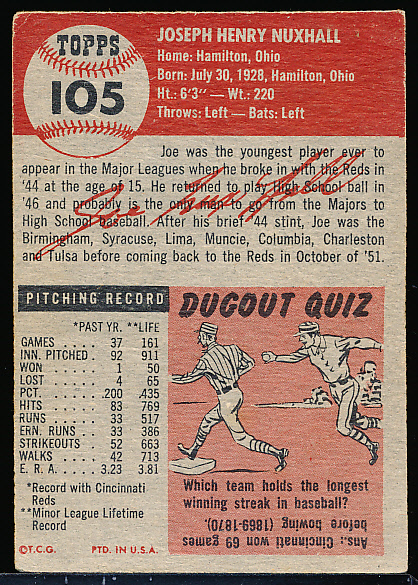 TOPPS
105
JOSEPH HENRY NUXHALL
Home: Hamilton, Ohio
Born: July 30, 1928, Hamilton, Ohio
Ht.: 6'3" — Wt.: 220
Throws: Left — Bats: Left
Joe was the youngest player ever to
appear in the Major Leagues when he broke in with the Reds in
'44 at the age of 15. He returned to play High School ball in
'46 and probably is the only man to go from the Majors to
High School baseball. After his brief '44 stint, Joe was the
Birmingham, Syracuse, Lima, Muncie, Columbia, Charleston
and Tulsa before coming back to the Reds in October of '51.
Joe Nuxhall
PITCHING RECORD
*PAST YR. **LIFE
GAMES 37 161
INN. PITCHED 92 911
WON 1 50
LOST 4 65
PCT. .200 .435
HITS 83 769
RUNS 33 517
ERN. RUNS 33 386
STRIKEOUTS 52 663
WALKS 42 713
E. R. A. 3.23 3.81
*Record with Cincinnati
Reds
**Minor League Lifetime
Record
©T.C.G. PTD. IN U.S.A.
DUGOUT QUIZ
Which team holds the longest
winning streak in baseball?
Ans.: Cincinnati won 69 games
before bowing (1869-1870).